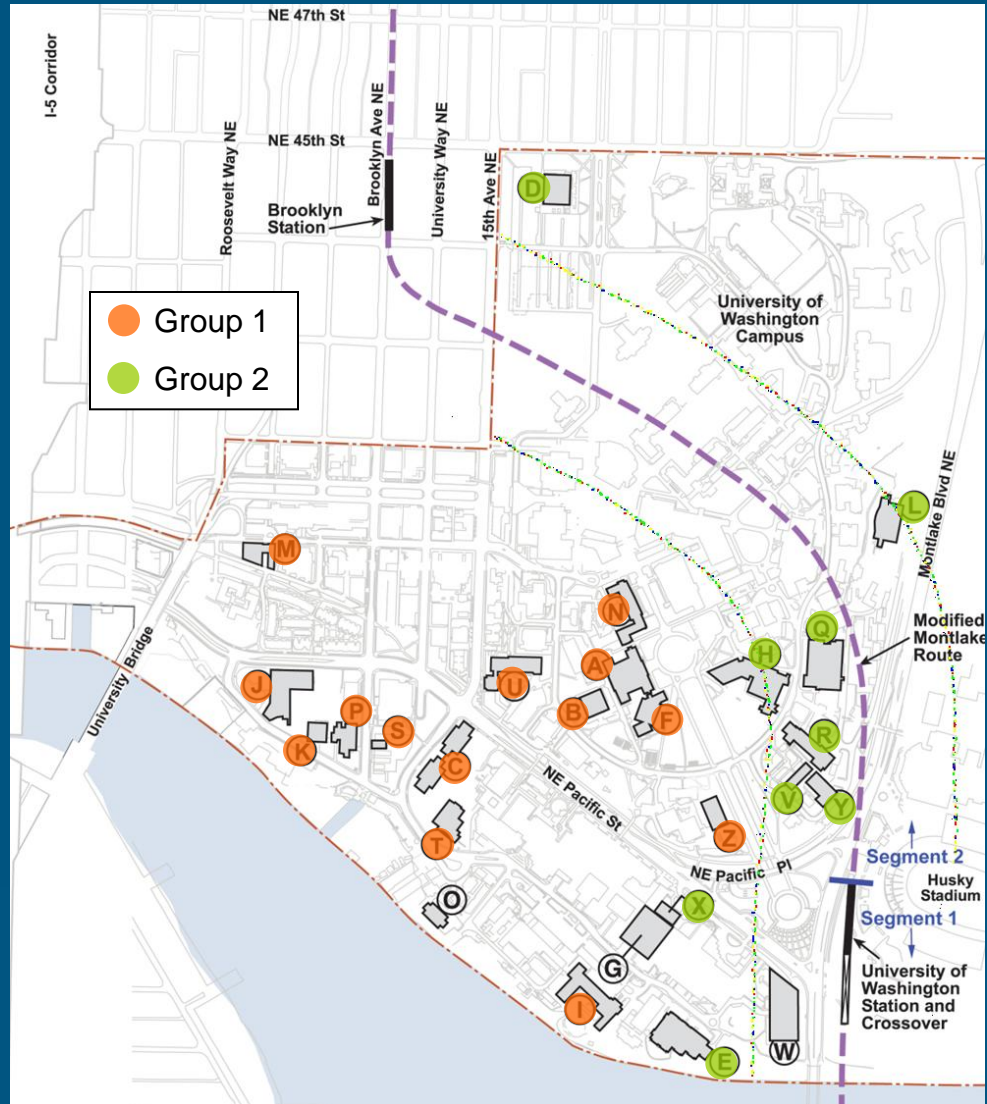 NE 47th St
I-5 Corridor
Roosevelt Way NE
Brooklyn Ave NE
University Way NE
NE 45th St
15th Ave NE
Brooklyn
Station
D
University of
Washington
Campus
Group 1
Group 2
L
Montlake Blvd NE
M
University Bridge
N
Q
Modified
Montlake
Route
H
A
J
U
P
B
F
S
K
R
C
NE Pacific St
V
Y
Z
T
Segment 2
NE Pacific Pl
Husky
Stadium
O
X
Segment 1
G
University of
Washington
Station and
Crossover
I
W
E